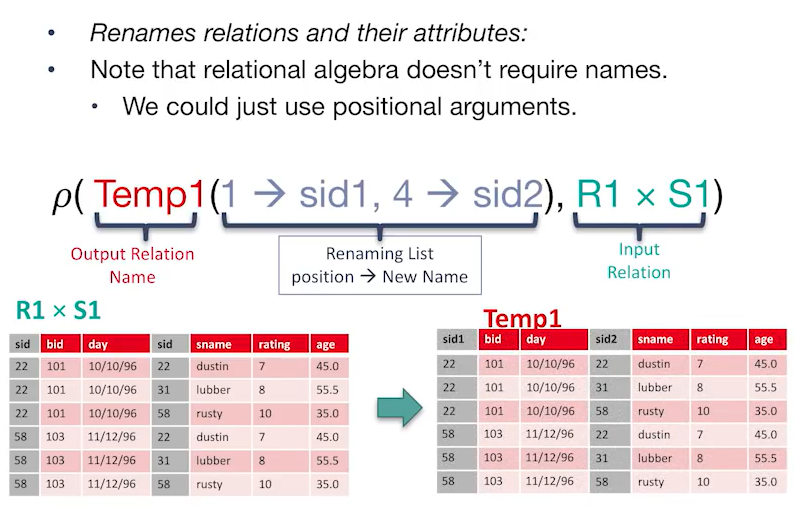 • Renames relations and their attributes:
• Note that relational algebra doesn't require names.
• We could just use positional arguments.
ρ( Temp1(1 → sid1, 4 → sid2), R1 × S1)
Output Relation
Name
Renaming List
position → New Name
Input
Relation
R1 × S1
sid bid day sid sname rating age
22 101 10/10/96 22 dustin 7 45.0
22 101 10/10/96 31 lubber 8 55.5
22 101 10/10/96 58 rusty 10 35.0
58 103 11/12/96 22 dustin 7 45.0
58 103 11/12/96 31 lubber 8 55.5
58 103 11/12/96 58 rusty 10 35.0
Temp1
sid1 bid day sid2 sname rating age
22 101 10/10/96 22 dustin 7 45.0
22 101 10/10/96 31 lubber 8 55.5
22 101 10/10/96 58 rusty 10 35.0
58 103 11/12/96 22 dustin 7 45.0
58 103 11/12/96 31 lubber 8 55.5
58 103 11/12/96 58 rusty 10 35.0